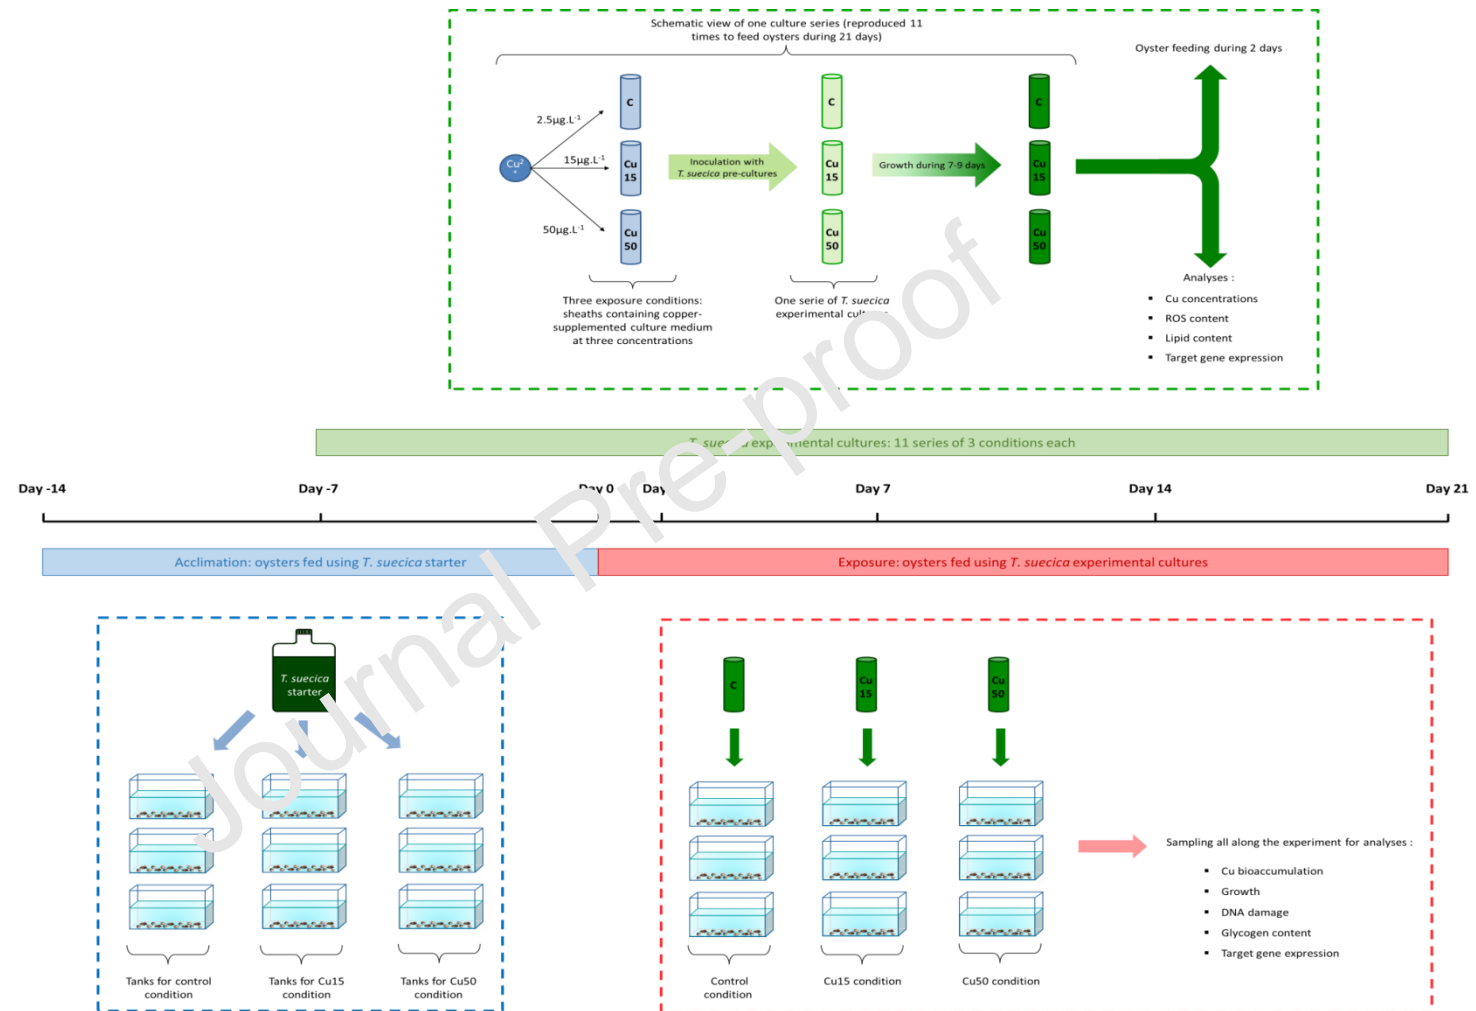 Schematic view of one culture series (reproduced 11
times to feed oysters during 21 days)
Oyster feeding during 2 days
C
C
C
2.5µg.L-1
Cu2
+
15µg.L-1
Cu
15
Inoculation with
T. suecica pre-cultures
Cu
15
Growth during 7-9 days
Cu
15
50µg.L-1
Cu
50
Cu
50
Cu
50
Three exposure conditions:
sheaths containing copper-
supplemented culture medium
at three concentrations
One serie of T. suecica
experimental
Analyses :
▪ Cu concentrations
▪ ROS content
▪ Lipid content
▪ Target gene expression
T. experimental cultures: 11 series of 3 conditions each
Day -14
Day -7
Day 0
Day 7
Day 14
Day 21
Acclimation: oysters fed using T. suecica starter
Exposure: oysters fed using T. suecica experimental cultures
T. suecica
starter
C
Cu
15
Cu
50
Sampling all along the experiment for analyses :
▪ Cu bioaccumulation
▪ Growth
▪ DNA damage
▪ Glycogen content
▪ Target gene expression
Tanks for control
condition
Tanks for Cu15
condition
Tanks for Cu50
condition
Control
condition
Cu15 condition
Cu50 condition
Journal Pre-proof